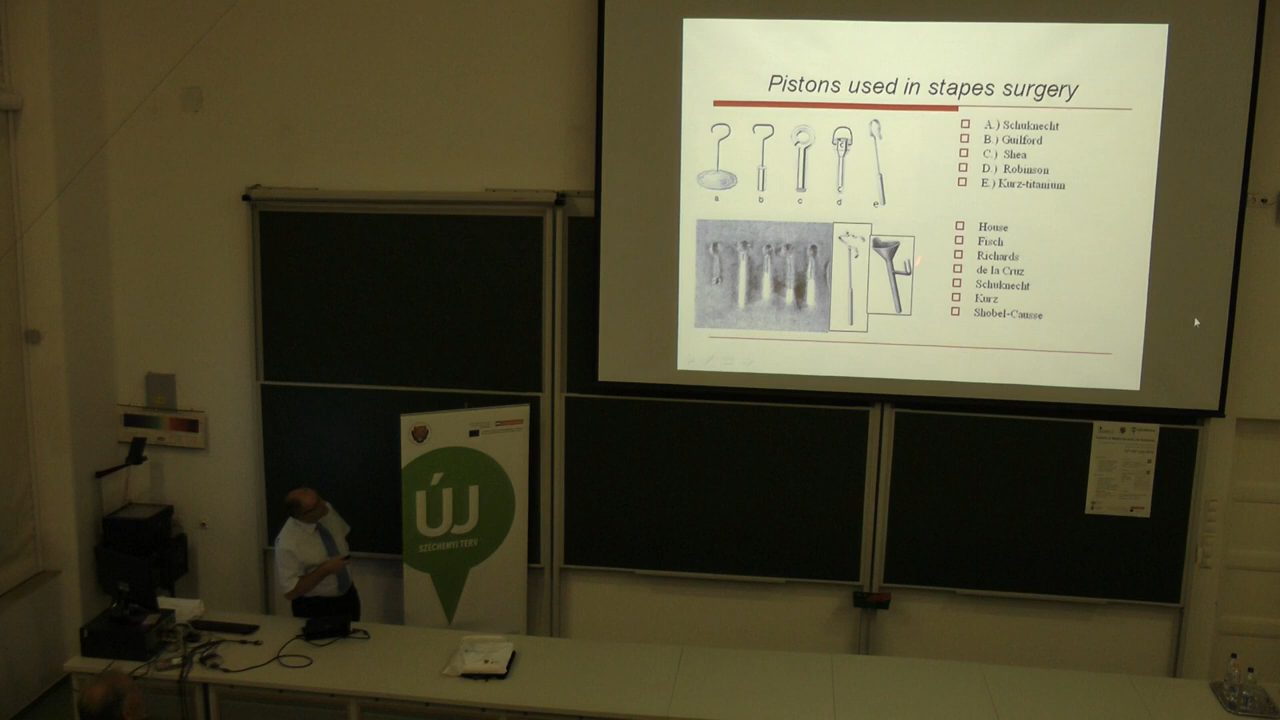 Pistons used in stapes surgery
A.) Schuknecht
B.) Guilford
C.) Shea
D.) Robinson
E.) Kurz-titanium
a b c d e
House
Fisch
Richards
de la Cruz
Schuknecht
Kurz
Shobel-Causse
ÚJ
SZÉCHENYI TERV